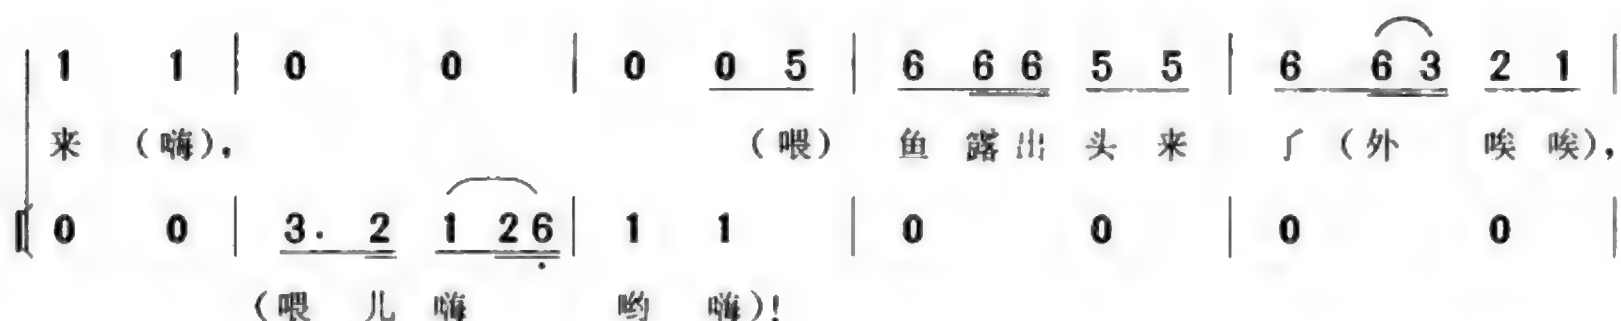 1 1 | 0 0 | 0 0 5 | 6 6 6 5 5 | 6 6 3 2 1 |
来 (嗨), (喂) 鱼 露 出 头 来 了 (外 唉 唉),
0 0 | 3. 2 1 2 6 | 1 1 | 0 0 | 0 0 |
(喂 儿 嗨 哟 嗨)!